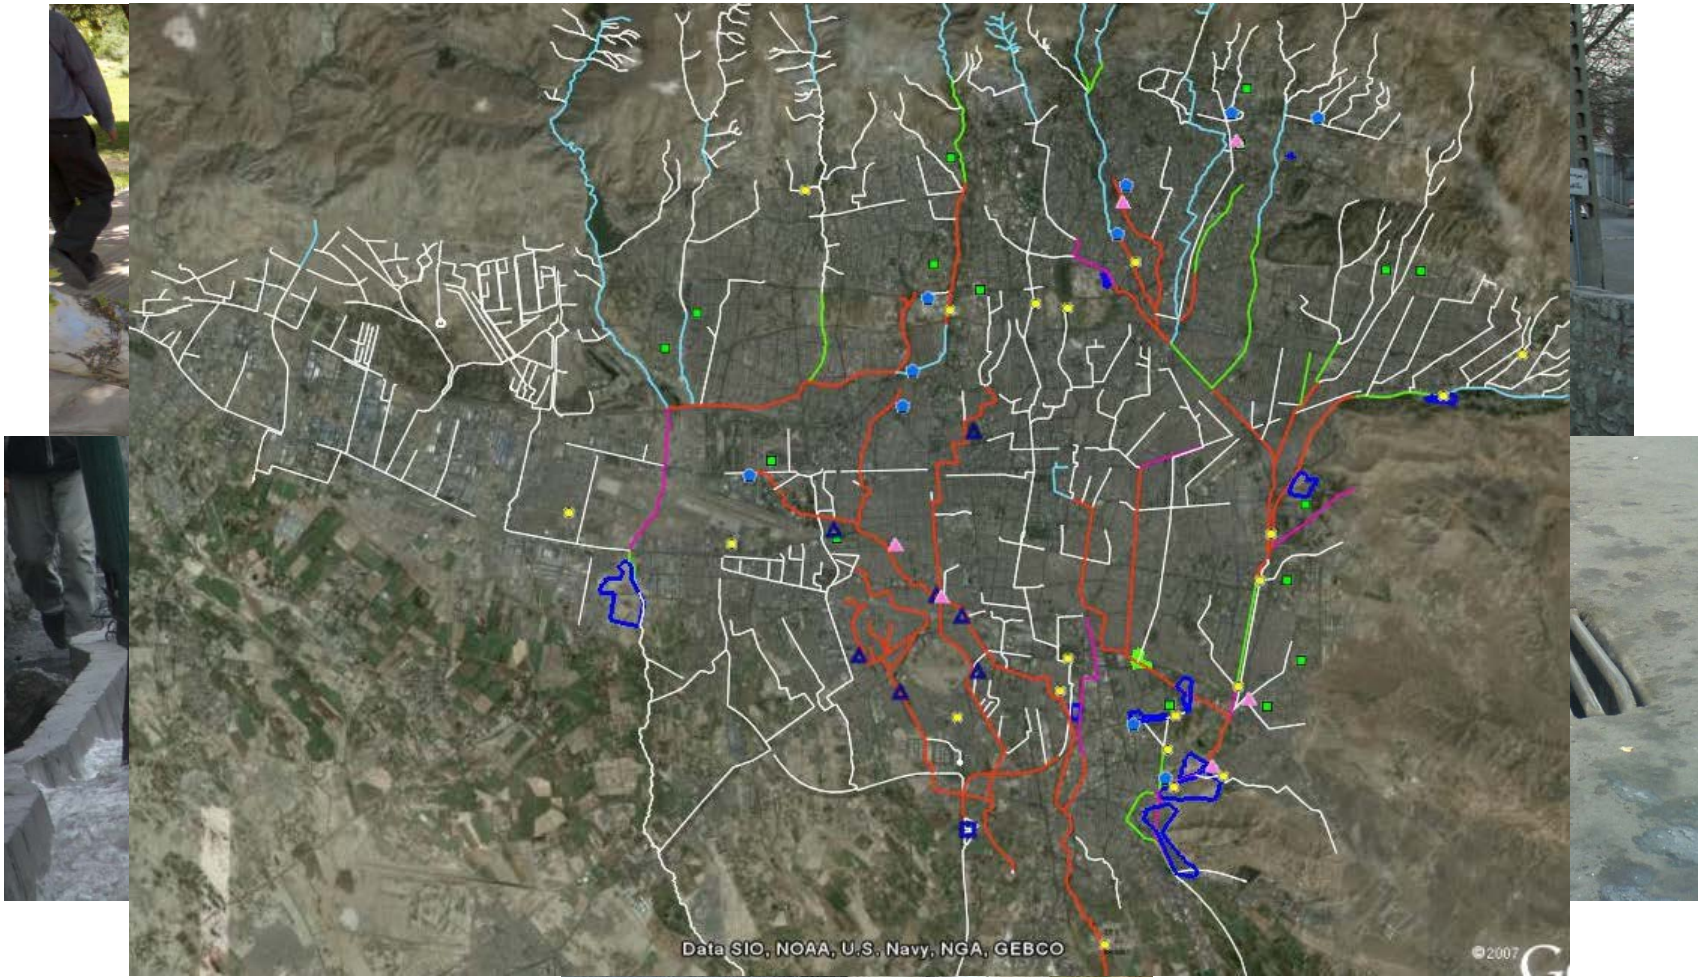 Data SIO, NOAA, U.S. Navy, NGA, GEBCO
©2007 G